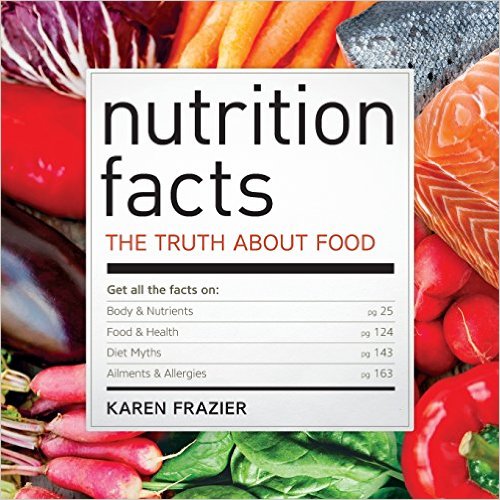 nutrition
facts
THE TRUTH ABOUT FOOD
Get all the facts on:
Body & Nutrients pg 25
Food & Health pg 124
Diet Myths pg 143
Ailments & Allergies pg 163
KAREN FRAZIER